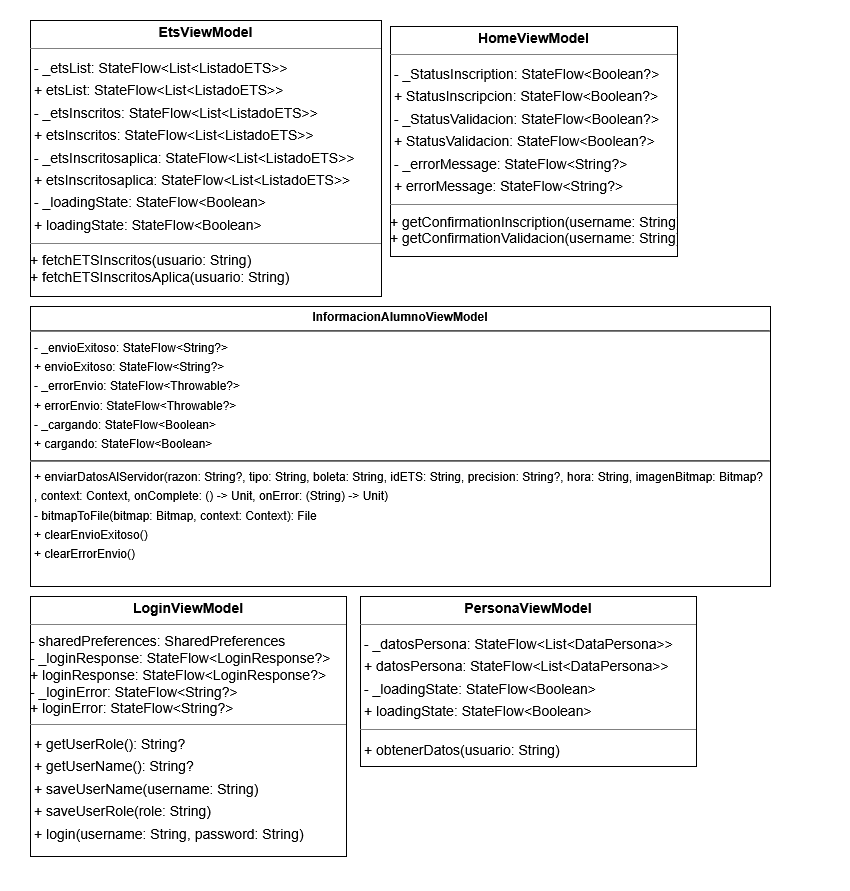 EtsViewModel
- _etsList: StateFlow<List<ListadoETS>>
+ etsList: StateFlow<List<ListadoETS>>
- _etsInscritos: StateFlow<List<ListadoETS>>
+ etsInscritos: StateFlow<List<ListadoETS>>
- _etsInscritosaplica: StateFlow<List<ListadoETS>>
+ etsInscritosaplica: StateFlow<List<ListadoETS>>
- _loadingState: StateFlow<Boolean>
+ loadingState: StateFlow<Boolean>
+ fetchETSInscritos(usuario: String)
+ fetchETSInscritosAplica(usuario: String)
HomeViewModel
- _StatusInscription: StateFlow<Boolean?>
+ StatusInscripcion: StateFlow<Boolean?>
- _StatusValidacion: StateFlow<Boolean?>
+ StatusValidacion: StateFlow<Boolean?>
- _errorMessage: StateFlow<String?>
+ errorMessage: StateFlow<String?>
+ getConfirmationInscription(username: String
+ getConfirmationValidacion(username: String
InformacionAlumnoViewModel
- _envioExitoso: StateFlow<String?>
+ envioExitoso: StateFlow<String?>
- _errorEnvio: StateFlow<Throwable?>
+ errorEnvio: StateFlow<Throwable?>
- _cargando: StateFlow<Boolean>
+ cargando: StateFlow<Boolean>
+ enviarDatosAlServidor(razon: String?, tipo: String, boleta: String, idETS: String, precision: String?, hora: String, imagenBitmap: Bitmap?
, context: Context, onComplete: () -> Unit, onError: (String) -> Unit)
- bitmapToFile(bitmap: Bitmap, context: Context): File
+ clearEnvioExitoso()
+ clearErrorEnvio()
LoginViewModel
- sharedPreferences: SharedPreferences
- _loginResponse: StateFlow<LoginResponse?>
+ loginResponse: StateFlow<LoginResponse?>
- _loginError: StateFlow<String?>
+ loginError: StateFlow<String?>
+ getUserRole(): String?
+ getUserName(): String?
+ saveUserName(username: String)
+ saveUserRole(role: String)
+ login(username: String, password: String)
PersonaViewModel
- _datosPersona: StateFlow<List<DataPersona>>
+ datosPersona: StateFlow<List<DataPersona>>
- _loadingState: StateFlow<Boolean>
+ loadingState: StateFlow<Boolean>
+ obtenerDatos(usuario: String)